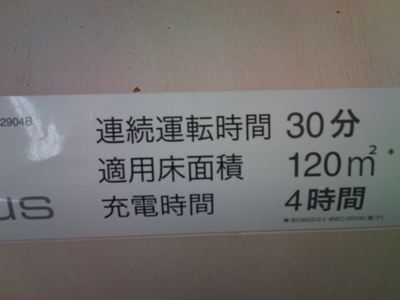 2904B
連続運転時間 30分
適用床面積 120m² *
us 充電時間 4時間